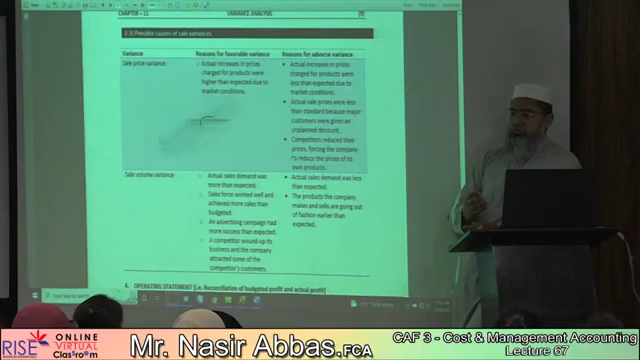 CHAPTER – 12 VARIANCE ANALYSIS
3.10 Possible causes of sale variances
Variance Reasons for favorable variance Reasons for adverse variance
Sale price variance
Actual increases in prices
charged for products were
higher than expected due to
market conditions.
Actual increases in prices
charged for products were
less than expected due to
market conditions.
Actual sale prices were less
than standard because major
customers were given an
unplanned discount.
Competitors reduced their
prices, forcing the company
to reduce the prices of its
own products.
Sale volume variance
Actual sales demand was
more than expected.
Sales force worked well and
achieved more sales than
budgeted.
An advertising campaign had
more success than expected.
A competitor wound-up its
business and the company
attracted some of the
competitor's customers.
Actual sales demand was less
than expected.
The products the company
makes and sells are going out
of fashion earlier than
expected.
4. OPERATING STATEMENT [i.e. Reconciliation of budgeted profit and actual profit]
Type here to search
RISE ONLINE
VIRTUAL
Classroom
Mr. Nasir Abbas.FCA
CAF 3 - Cost & Management Accounting
Lecture 67